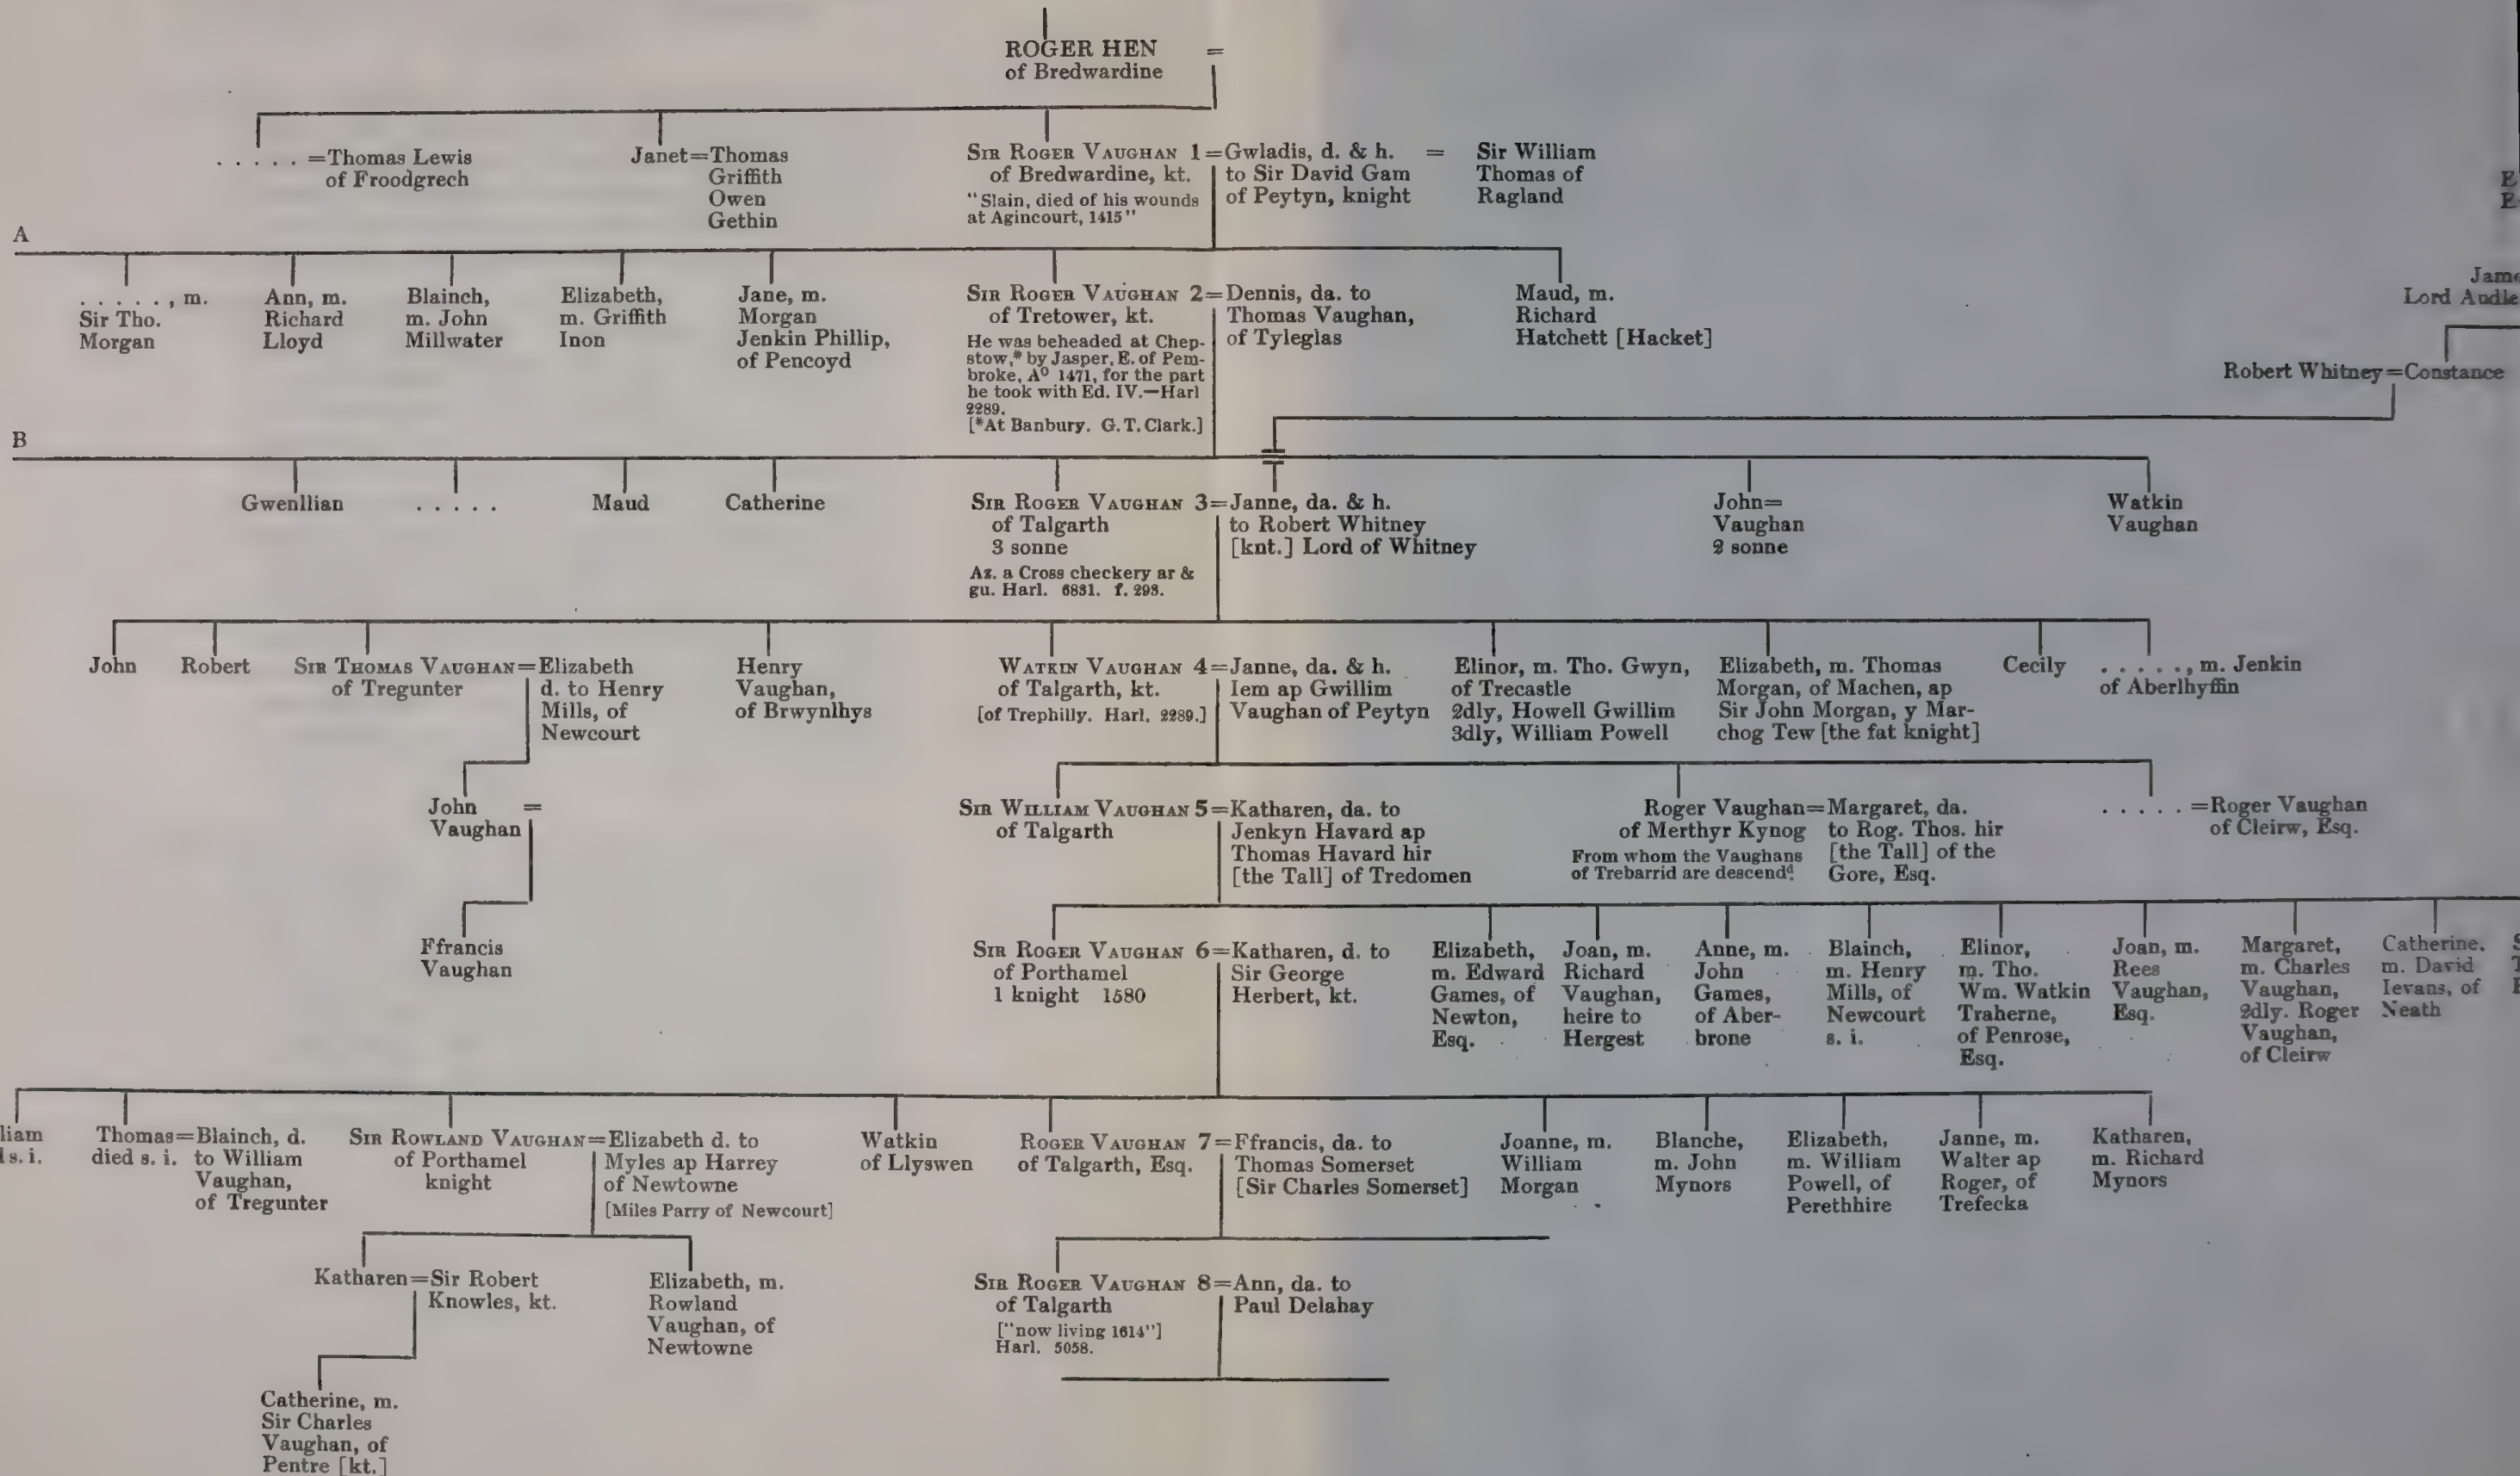 ROGER HEN =
of Bredwardine
. . . . . =Thomas Lewis
of Froodgrech
Janet=Thomas
Griffith
Owen
Gethin
SIR ROGER VAUGHAN 1=Gwladis, d. & h. = Sir William
of Bredwardine, kt. to Sir David Gam Thomas of
"Slain, died of his wounds of Peytyn, knight Ragland
at Agincourt, 1415"
A
. . . . . , m.
Sir Tho.
Morgan
Ann, m.
Richard
Lloyd
Blainch,
m. John
Millwater
Elizabeth,
m. Griffith
Inon
Jane, m.
Morgan
Jenkin Phillip,
of Pencoyd
SIR ROGER VAUGHAN 2=Dennis, da. to
of Tretower, kt. Thomas Vaughan,
of Tyleglas
He was beheaded at Chep-
stow,* by Jasper, E. of Pem-
broke, Aº 1471, for the part
he took with Ed. IV.—Harl
2289.
[*At Banbury. G. T. Clark.]
Maud, m.
Richard
Hatchett [Hacket]
Lord
Robert Whitney=Constance
B
Gwenllian
. . . . .
Maud
Catherine
SIR ROGER VAUGHAN 3=Janne, da. & h.
of Talgarth to Robert Whitney
3 sonne [knt.] Lord of Whitney
Az. a Cross checkery ar &
gu. Harl. 6831. f. 293.
John=
Vaughan
2 sonne
Watkin
Vaughan
John
Robert
SIR THOMAS VAUGHAN=Elizabeth
of Tregunter d. to Henry
Mills, of
Newcourt
Henry
Vaughan,
of Brwynlhys
WATKIN VAUGHAN 4=Janne, da. & h.
of Talgarth, kt. Iem ap Gwillim
[of Trephilly. Harl. 2289.] Vaughan of Peytyn
Elinor, m. Tho. Gwyn,
of Trecastle
2dly, Howell Gwillim
3dly, William Powell
Elizabeth, m. Thomas
Morgan, of Machen, ap
Sir John Morgan, y Mar-
chog Tew [the fat knight]
Cecily
. . . . . , m. Jenkin
of Aberlhyffin
John =
Vaughan
SIR WILLIAM VAUGHAN 5=Katharen, da. to
of Talgarth Jenkyn Havard ap
Thomas Havard hir
[the Tall] of Tredomen
Roger Vaughan=Margaret, da.
of Merthyr Kynog to Rog. Thos. hir
From whom the Vaughans [the Tall] of the
of Trebarrid are descendᵈ. Gore, Esq.
. . . . . =Roger Vaughan
of Cleirw, Esq.
Ffrancis
Vaughan
SIR ROGER VAUGHAN 6=Katharen, d. to
of Porthamel Sir George
1 knight 1580 Herbert, kt.
Elizabeth,
m. Edward
Games, of
Newton,
Esq.
Joan, m.
Richard
Vaughan,
heire to
Hergest
Anne, m.
John
Games,
of Aber-
brone
Blainch,
m. Henry
Mills, of
Newcourt
s. i.
Elinor,
m. Tho.
Wm. Watkin
Traherne,
of Penrose,
Esq.
Joan, m.
Rees
Vaughan,
Esq.
Margaret,
m. Charles
Vaughan,
2dly. Roger
Vaughan,
of Cleirw
Catherine,
m. David
Ievans, of
Neath
liam
s. i.
Thomas=Blainch, d.
died s. i. to William
Vaughan,
of Tregunter
SIR ROWLAND VAUGHAN=Elizabeth d. to
of Porthamel Myles ap Harrey
knight of Newtowne
[Miles Parry of Newcourt]
Watkin
of Llyswen
ROGER VAUGHAN 7=Ffrancis, da. to
of Talgarth, Esq. Thomas Somerset
[Sir Charles Somerset]
Joanne, m.
William
Morgan
Blanche,
m. John
Mynors
Elizabeth,
m. William
Powell, of
Perethhire
Janne, m.
Walter ap
Roger, of
Trefecka
Katharen,
m. Richard
Mynors
Katharen=Sir Robert
Knowles, kt.
Elizabeth, m.
Rowland
Vaughan, of
Newtowne
SIR ROGER VAUGHAN 8=Ann, da. to
of Talgarth Paul Delahay
["now living 1614"]
Harl. 5058.
Catherine, m.
Sir Charles
Vaughan, of
Pentre [kt.]